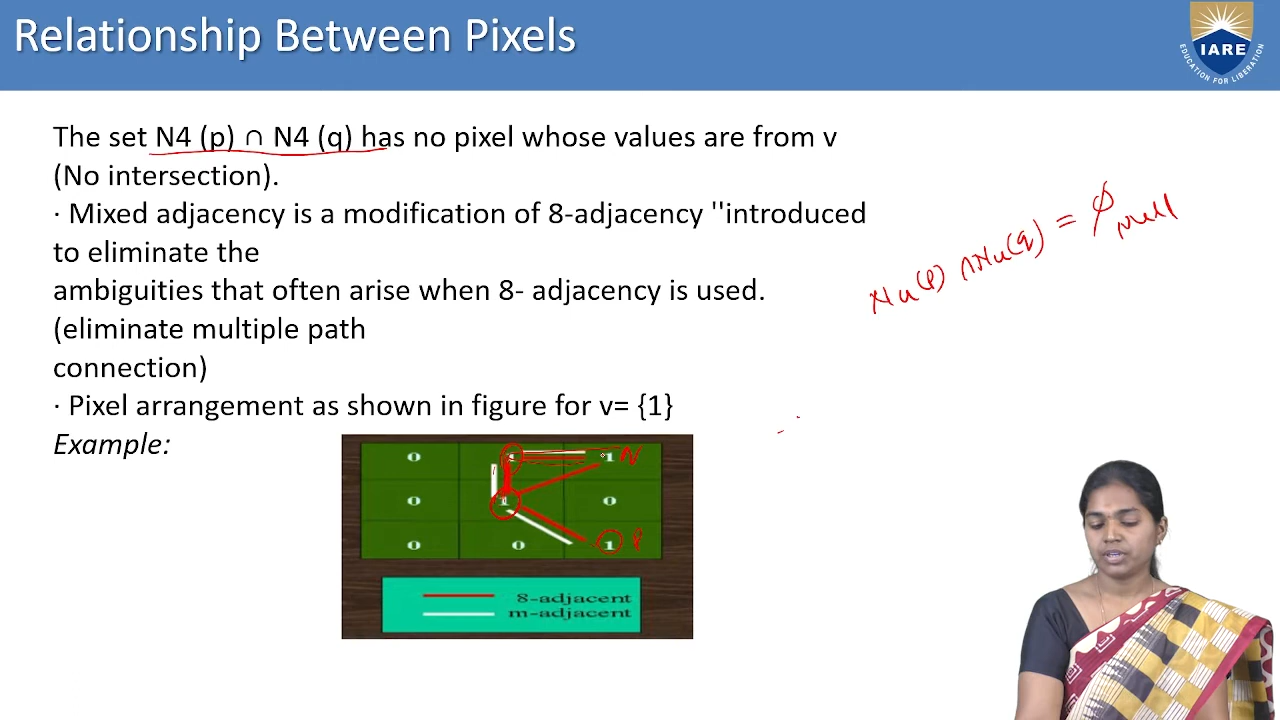 Relationship Between Pixels
IARE
EDUCATION FOR LIBERATION
The set N4 (p) ∩ N4 (q) has no pixel whose values are from v
(No intersection).
· Mixed adjacency is a modification of 8-adjacency ''introduced
to eliminate the
ambiguities that often arise when 8- adjacency is used.
(eliminate multiple path
connection)
· Pixel arrangement as shown in figure for v= {1}
Example:
N4(p) ∩ N4(q) = φ
Null
0 1 1 N
0 1 0
0 0 1
8-adjacent
m-adjacent